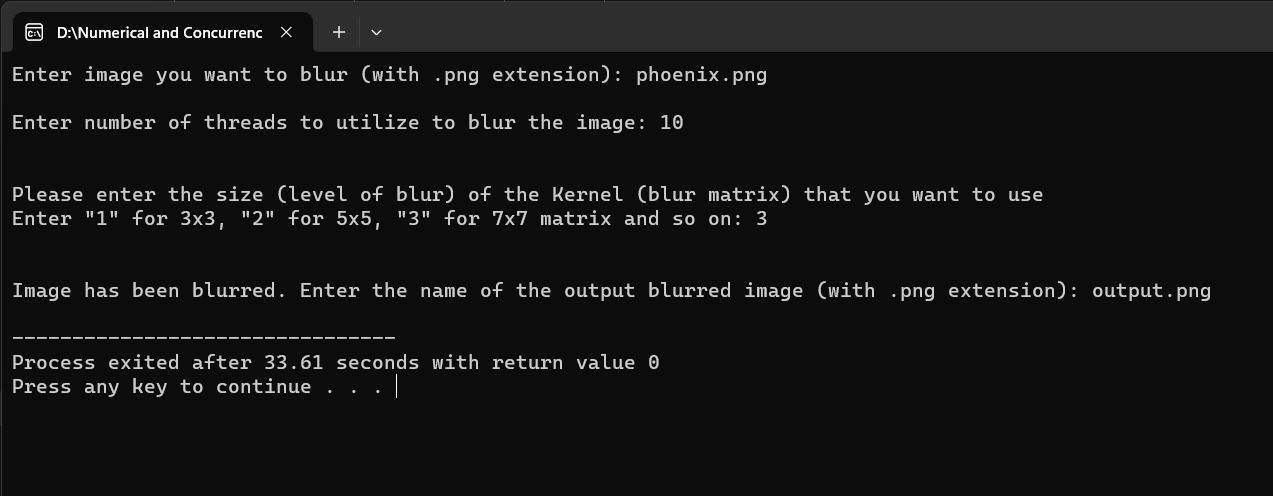 D:\Numerical and Concurrenc
Enter image you want to blur (with .png extension): phoenix.png
Enter number of threads to utilize to blur the image: 10
Please enter the size (level of blur) of the Kernel (blur matrix) that you want to use
Enter "1" for 3x3, "2" for 5x5, "3" for 7x7 matrix and so on: 3
Image has been blurred. Enter the name of the output blurred image (with .png extension): output.png
--------------------------------
Process exited after 33.61 seconds with return value 0
Press any key to continue . . .